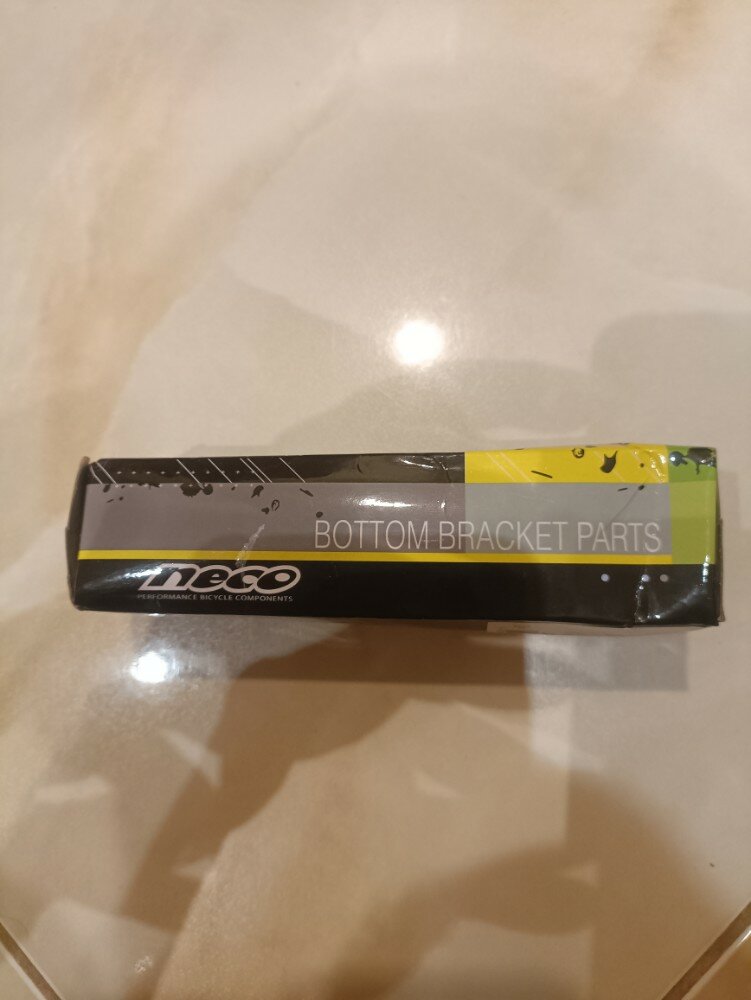 BOTTOM BRACKET PARTS
neco
PERFORMANCE BICYCLE COMPONENTS